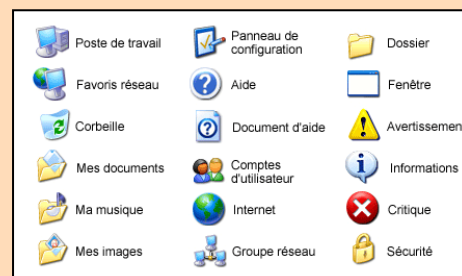 Poste de travail
Panneau de
configuration
Dossier
Favoris réseau
Aide
Fenêtre
Corbeille
Document d'aide
Avertissemen
Mes documents
Comptes
d'utilisateur
Informations
Ma musique
Internet
Critique
Mes images
Groupe réseau
Sécurité